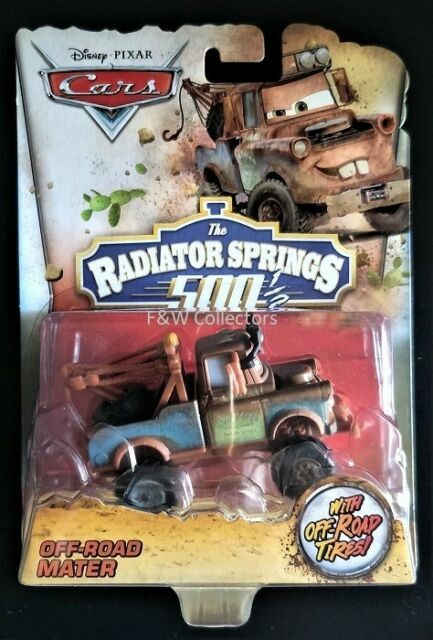 Disney · PIXAR
Cars
The
RADIATOR SPRINGS
500 1/2
F&W Collectors
WITH
OFF-ROAD
TIRES!
OFF-ROAD
MATER